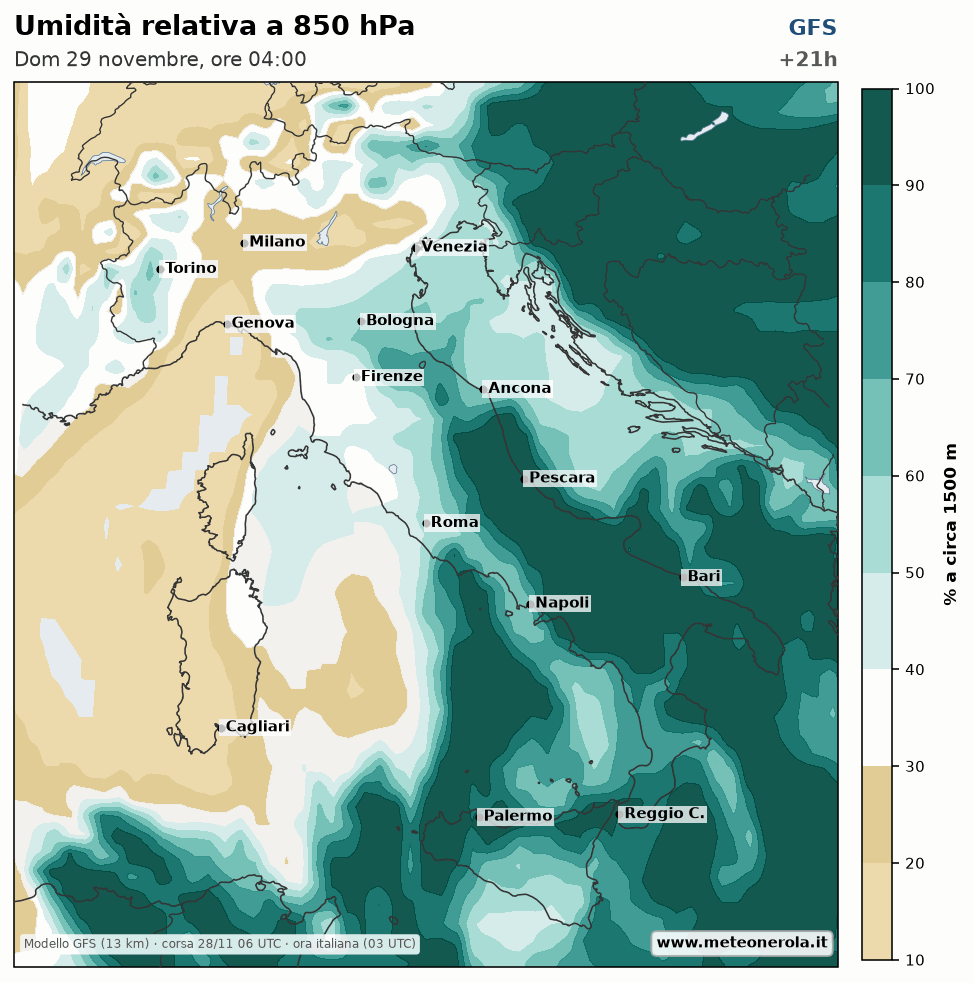 Umidità relativa a 850 hPa
GFS
Dom 29 novembre, ore 04:00
+21h
Milano
Venezia
Torino
Genova
Bologna
Firenze
Ancona
Pescara
Roma
Bari
Napoli
Cagliari
Palermo
Reggio C.
100
90
80
70
60
50
40
30
20
10
% a circa 1500 m
Modello GFS (13 km) · corsa 28/11 06 UTC · ora italiana (03 UTC)
www.meteonerola.it